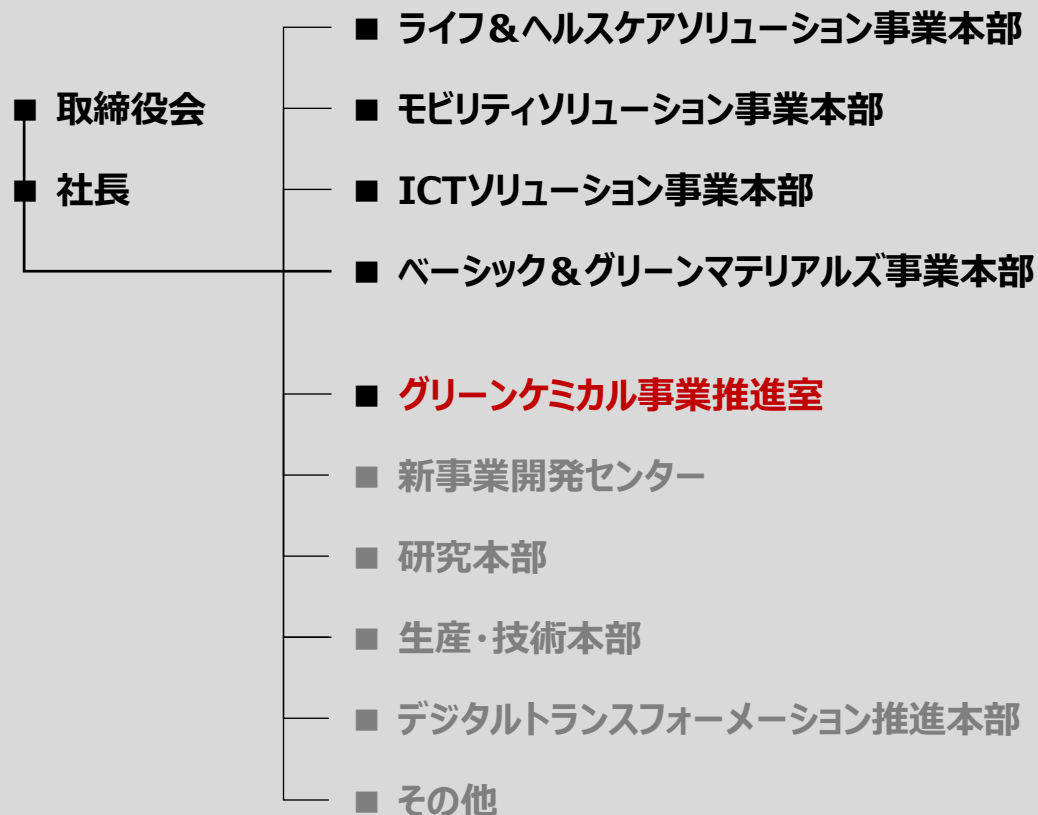 ■ 取締役会
■ 社長
■ ライフ&ヘルスケアソリューション事業本部
■ モビリティソリューション事業本部
■ ICTソリューション事業本部
■ ベーシック&グリーンマテリアルズ事業本部
■ グリーンケミカル事業推進室
■ 新事業開発センター
■ 研究本部
■ 生産・技術本部
■ デジタルトランスフォーメーション推進本部
■ その他